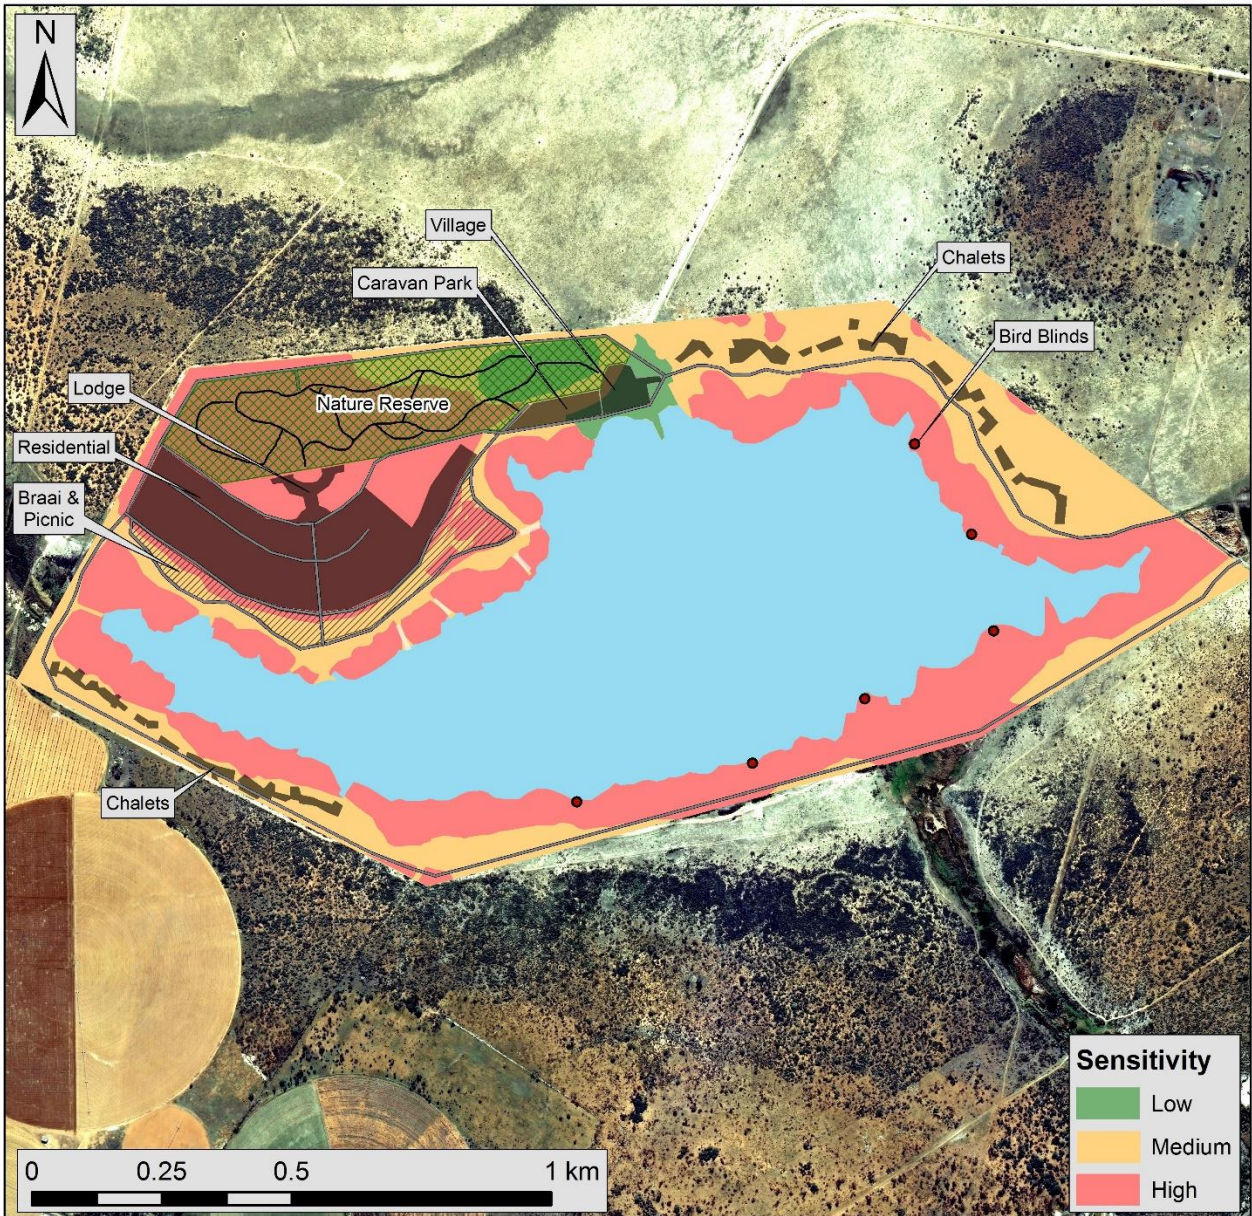 N
Village
Caravan Park
Chalets
Bird Blinds
Lodge
Nature Reserve
Residential
Braai &
Picnic
Chalets
Sensitivity
Low
Medium
High
0
0.25
0.5
1 km